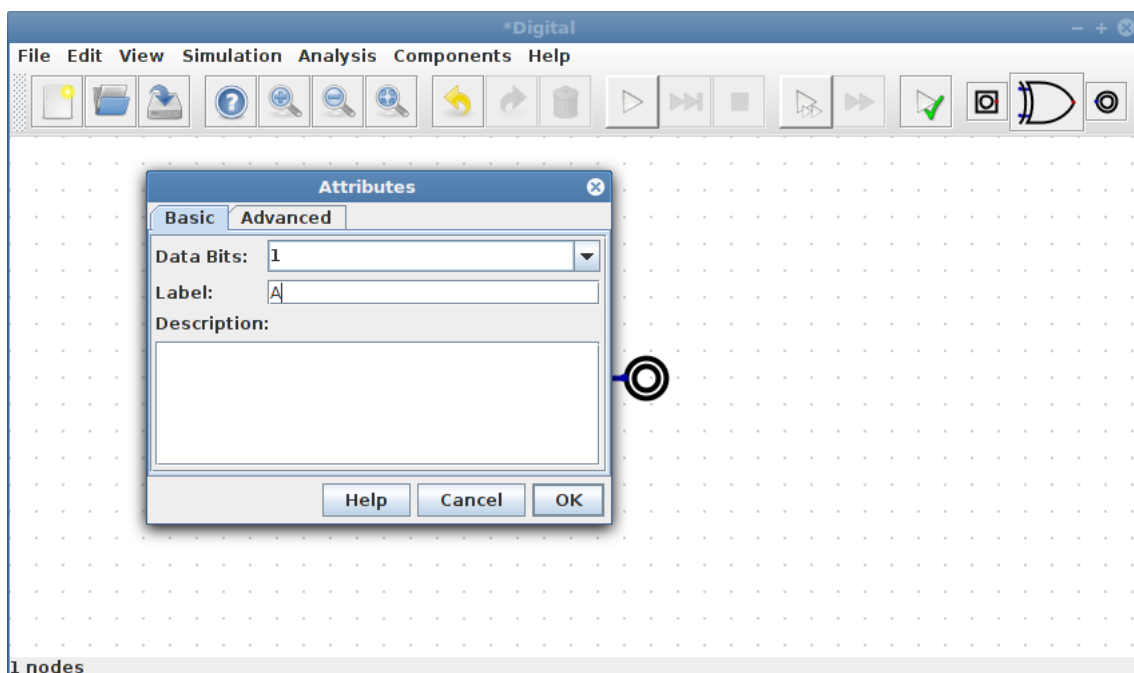 *Digital
File Edit View Simulation Analysis Components Help
Attributes
Basic Advanced
Data Bits: 1
Label: A
Description:
Help Cancel OK
1 nodes